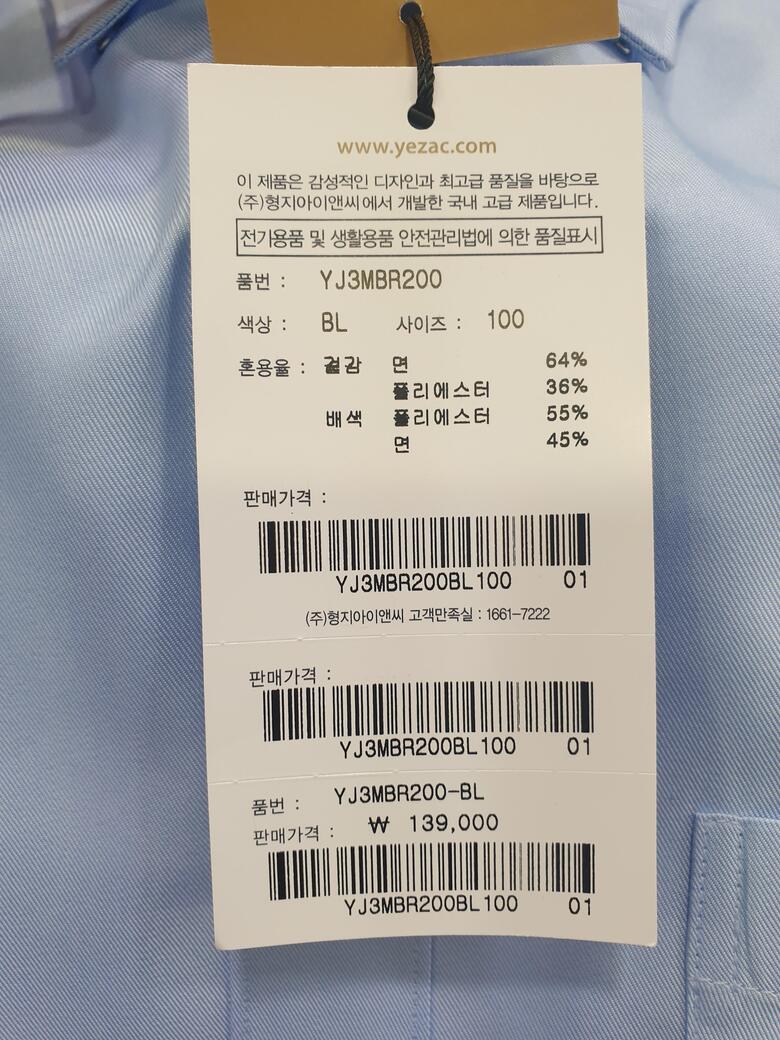 www.yezac.com
이 제품은 감성적인 디자인과 최고급 품질을 바탕으로
(주)형지아이앤씨에서 개발한 국내 고급 제품입니다.
전기용품 및 생활용품 안전관리법에 의한 품질표시
품번 : YJ3MBR200
색상 : BL 사이즈 : 100
혼용율 : 겉감 면 64%
폴리에스터 36%
배색 폴리에스터 55%
면 45%
판매가격 :
YJ3MBR200BL100 01
(주)형지아이앤씨 고객만족실 : 1661-7222
판매가격 :
YJ3MBR200BL100 01
품번 : YJ3MBR200-BL
판매가격 : ₩ 139,000
YJ3MBR200BL100 01